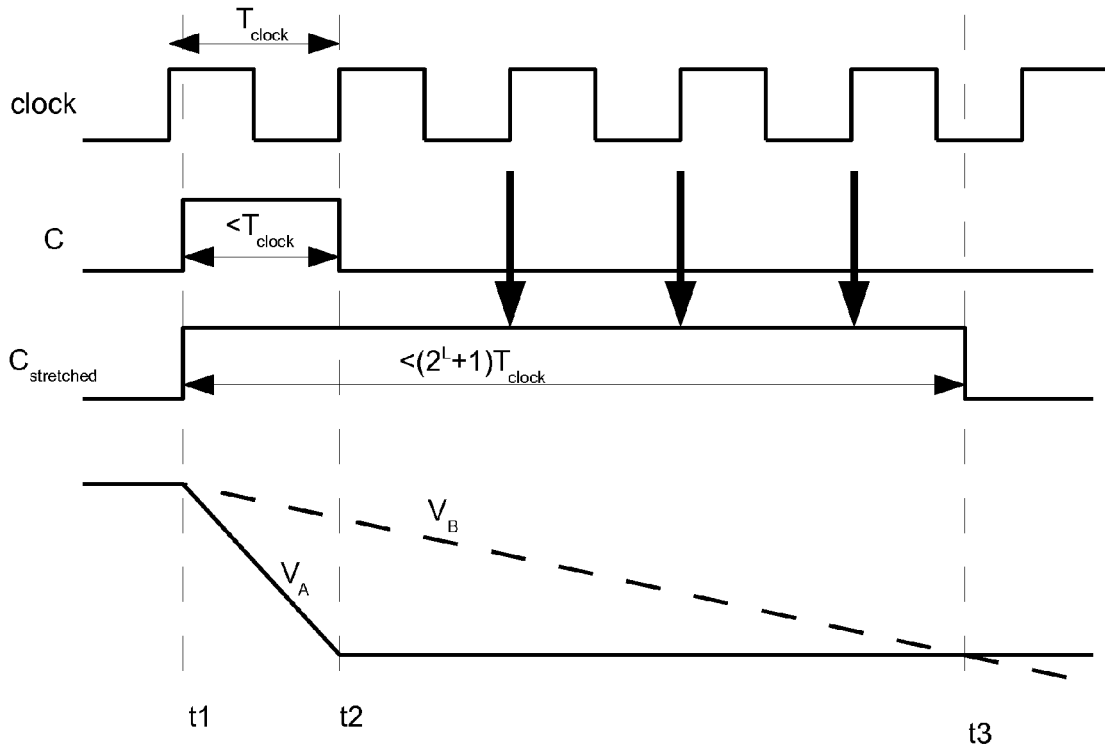 T_clock
clock
C
<T_clock
C_stretched
<(2^L+1)T_clock
V_B
V_A
t1
t2
t3